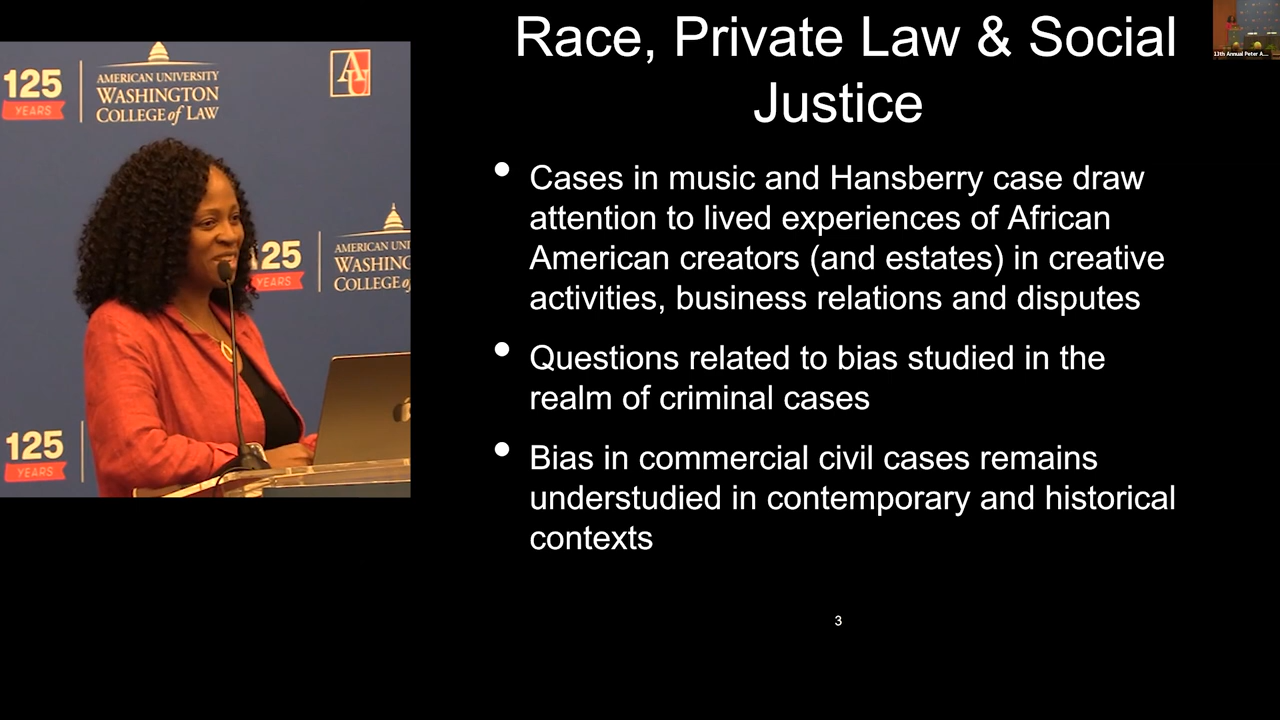 Race, Private Law & Social
Justice
• Cases in music and Hansberry case draw
attention to lived experiences of African
American creators (and estates) in creative
activities, business relations and disputes
• Questions related to bias studied in the
realm of criminal cases
• Bias in commercial civil cases remains
understudied in contemporary and historical
contexts
3
125
YEARS
AMERICAN UNIVERSITY
WASHINGTON
COLLEGE of LAW
AU
125
YEARS
AMERICAN UNI
WASHING
COLLEGE of
125
YEARS
13th Annual Peter A...